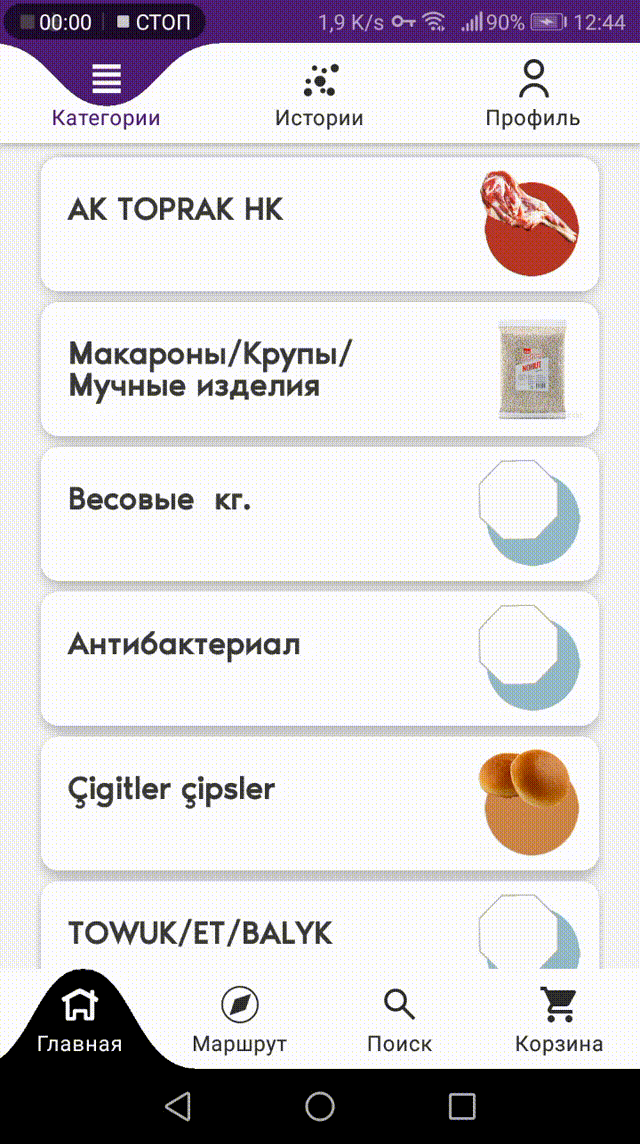 00:00 СТОП 1,9 K/s 90% 12:44
Категории Истории Профиль
AK TOPRAK HK
Макароны/Крупы/
Мучные изделия
NOHUT
Весовые кг.
Антибактериал
Çigitler çipsler
TOWUK/ET/BALYK
Главная Маршрут Поиск Корзина